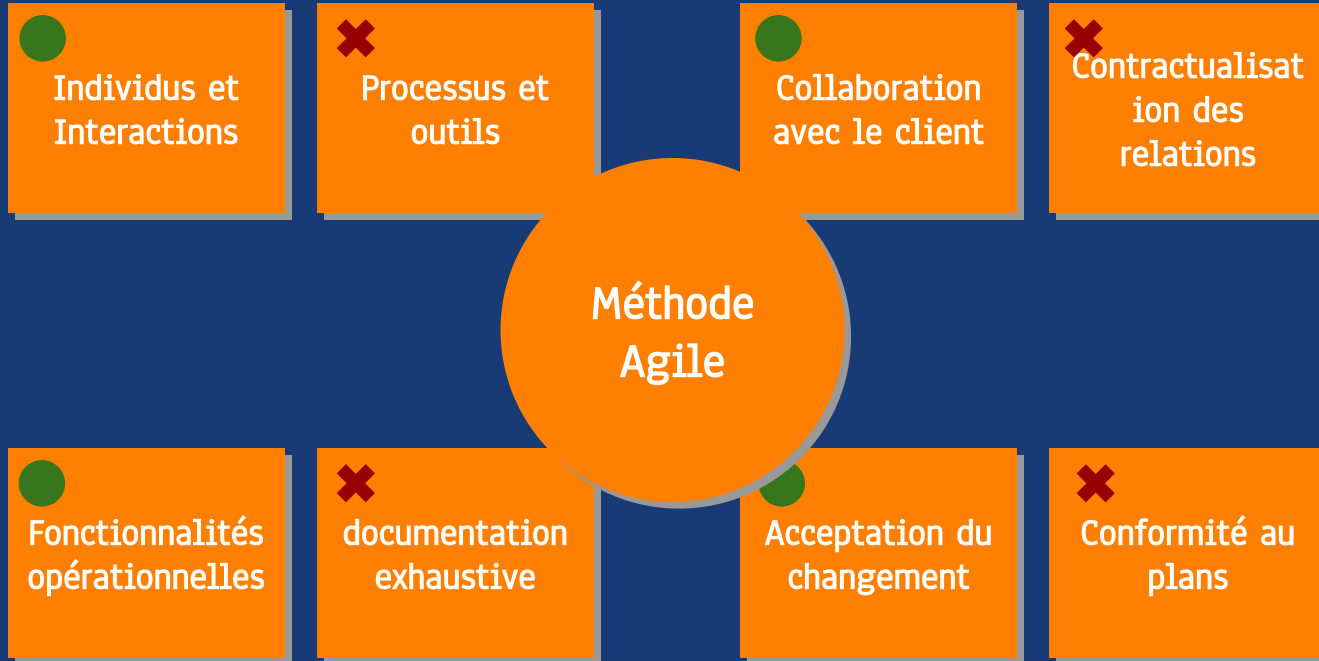 Individus et
Interactions
Processus et
outils
Collaboration
avec le client
Contractualisat
ion des
relations
Méthode
Agile
Fonctionnalités
opérationnelles
documentation
exhaustive
Acceptation du
changement
Conformité au
plans